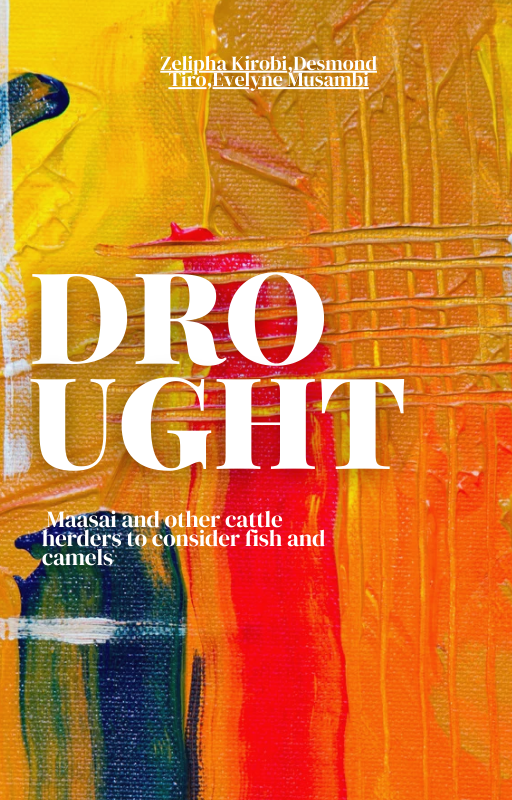 Zelipha Kirobi,Desmond
Tiro,Evelyne Musambi
DRO
UGHT
Maasai and other cattle
herders to consider fish and
camels